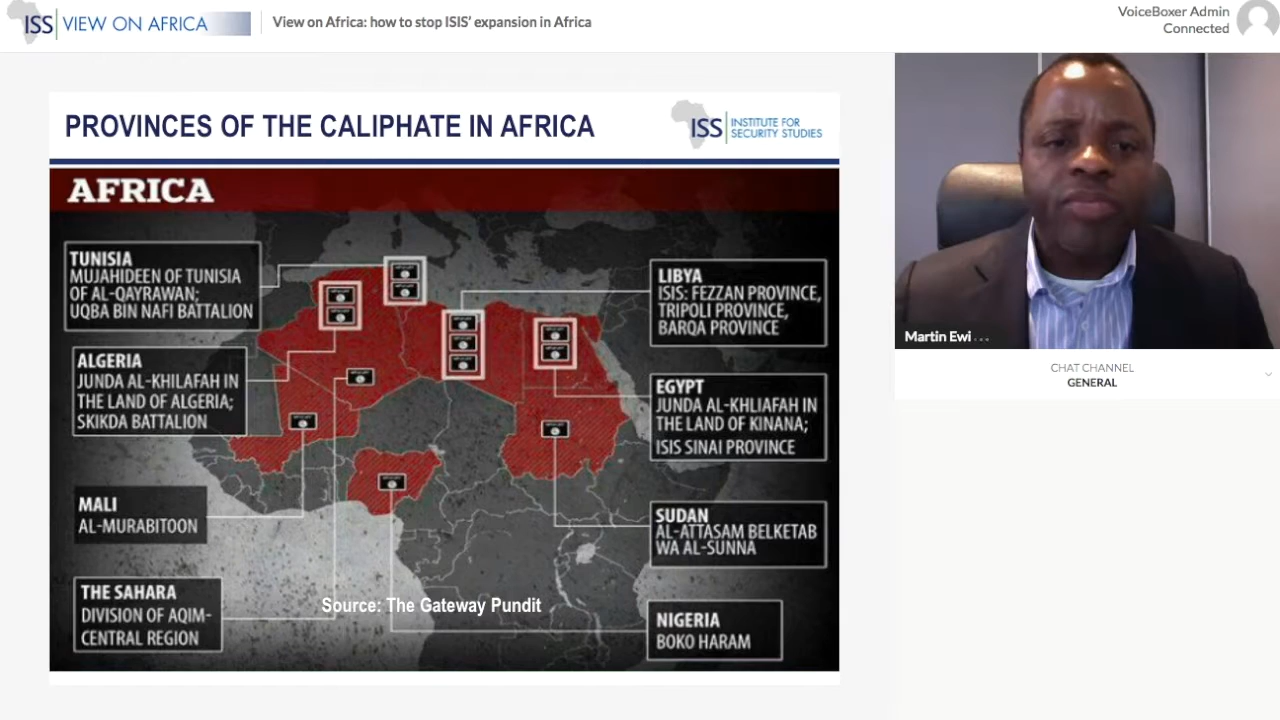 ISS VIEW ON AFRICA
View on Africa: how to stop ISIS' expansion in Africa
VoiceBoxer Admin
Connected
PROVINCES OF THE CALIPHATE IN AFRICA
ISS INSTITUTE FOR
SECURITY STUDIES
AFRICA
TUNISIA
MUJAHIDEEN OF TUNISIA
OF AL-QAYRAWAN;
UQBA BIN NAFI BATTALION
ALGERIA
JUNDA AL-KHILAFAH IN
THE LAND OF ALGERIA;
SKIKDA BATTALION
MALI
AL-MURABITOON
THE SAHARA
DIVISION OF AQIM-
CENTRAL REGION
LIBYA
ISIS: FEZZAN PROVINCE,
TRIPOLI PROVINCE,
BARQA PROVINCE
EGYPT
JUNDA AL-KHLIAFAH IN
THE LAND OF KINANA;
ISIS SINAI PROVINCE
SUDAN
AL-ATTASAM BELKETAB
WA AL-SUNNA
NIGERIA
BOKO HARAM
Source: The Gateway Pundit
Martin Ewi
CHAT CHANNEL
GENERAL